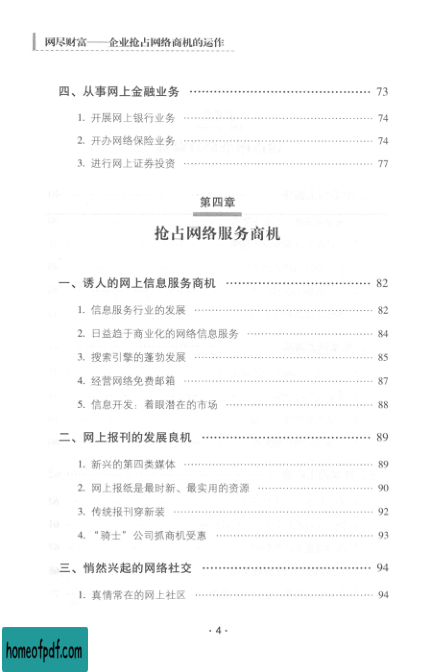 网尽财富——企业抢占网络商机的运作
四、从事网上金融业务 73
1. 开展网上银行业务 74
2. 开办网络保险业务 74
3. 进行网上证券投资 77
第四章
抢占网络服务商机
一、诱人的网上信息服务商机 82
1. 信息服务行业的发展 82
2. 日益趋于商业化的网络信息服务 84
3. 搜索引擎的蓬勃发展 85
4. 经营网络免费邮箱 87
5. 信息开发：着眼潜在的市场 88
二、网上报刊的发展良机 89
1. 新兴的第四类媒体 89
2. 网上报纸是最时新、最实用的资源 90
3. 传统报刊穿新装 92
4. “骑士”公司抓商机受惠 93
三、悄然兴起的网络社交 94
1. 真情常在的网上社区 94
· 4 ·
homeofpdf.com